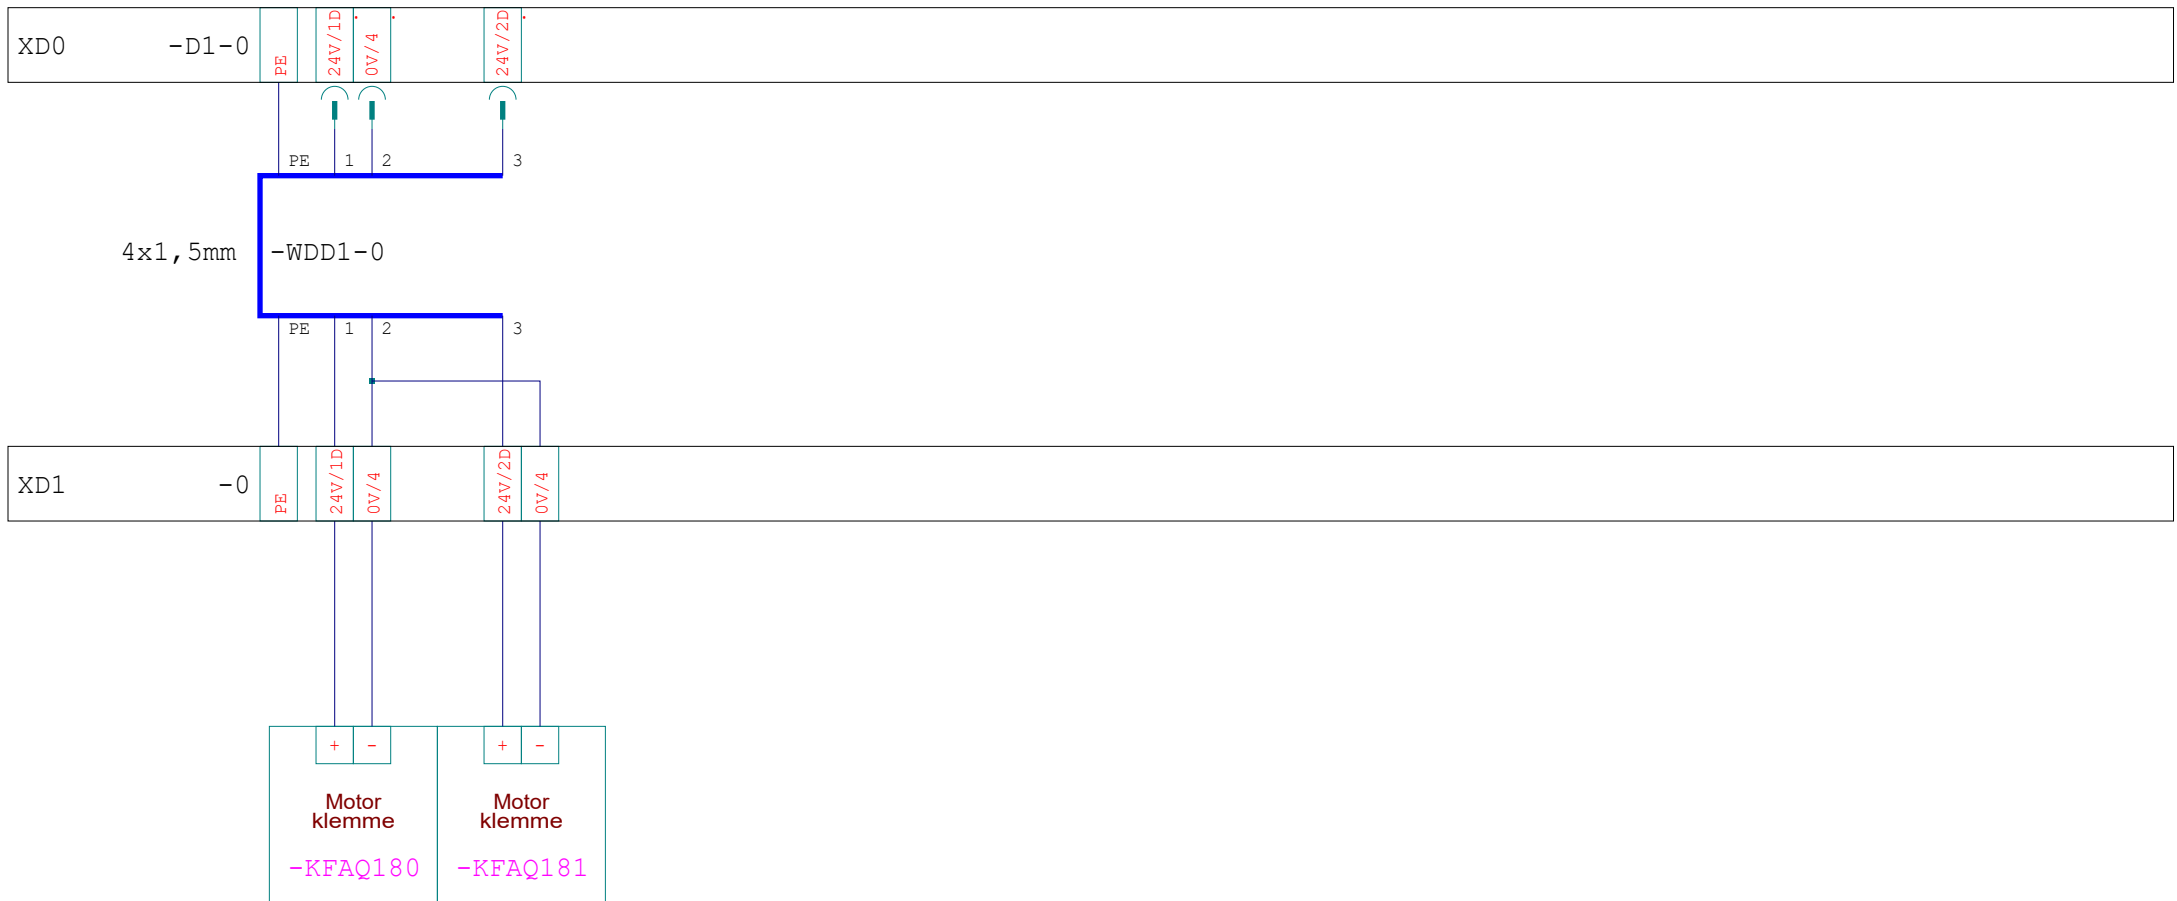 XD0 -D1-0 PE 24V/1D 0V/4 24V/2D
PE 1 2 3
4x1,5mm -WDD1-0
PE 1 2 3
XD1 -0 PE 24V/1D 0V/4 24V/2D 0V/4
+ - + -
Motor
klemme
-KFAQ180
Motor
klemme
-KFAQ181